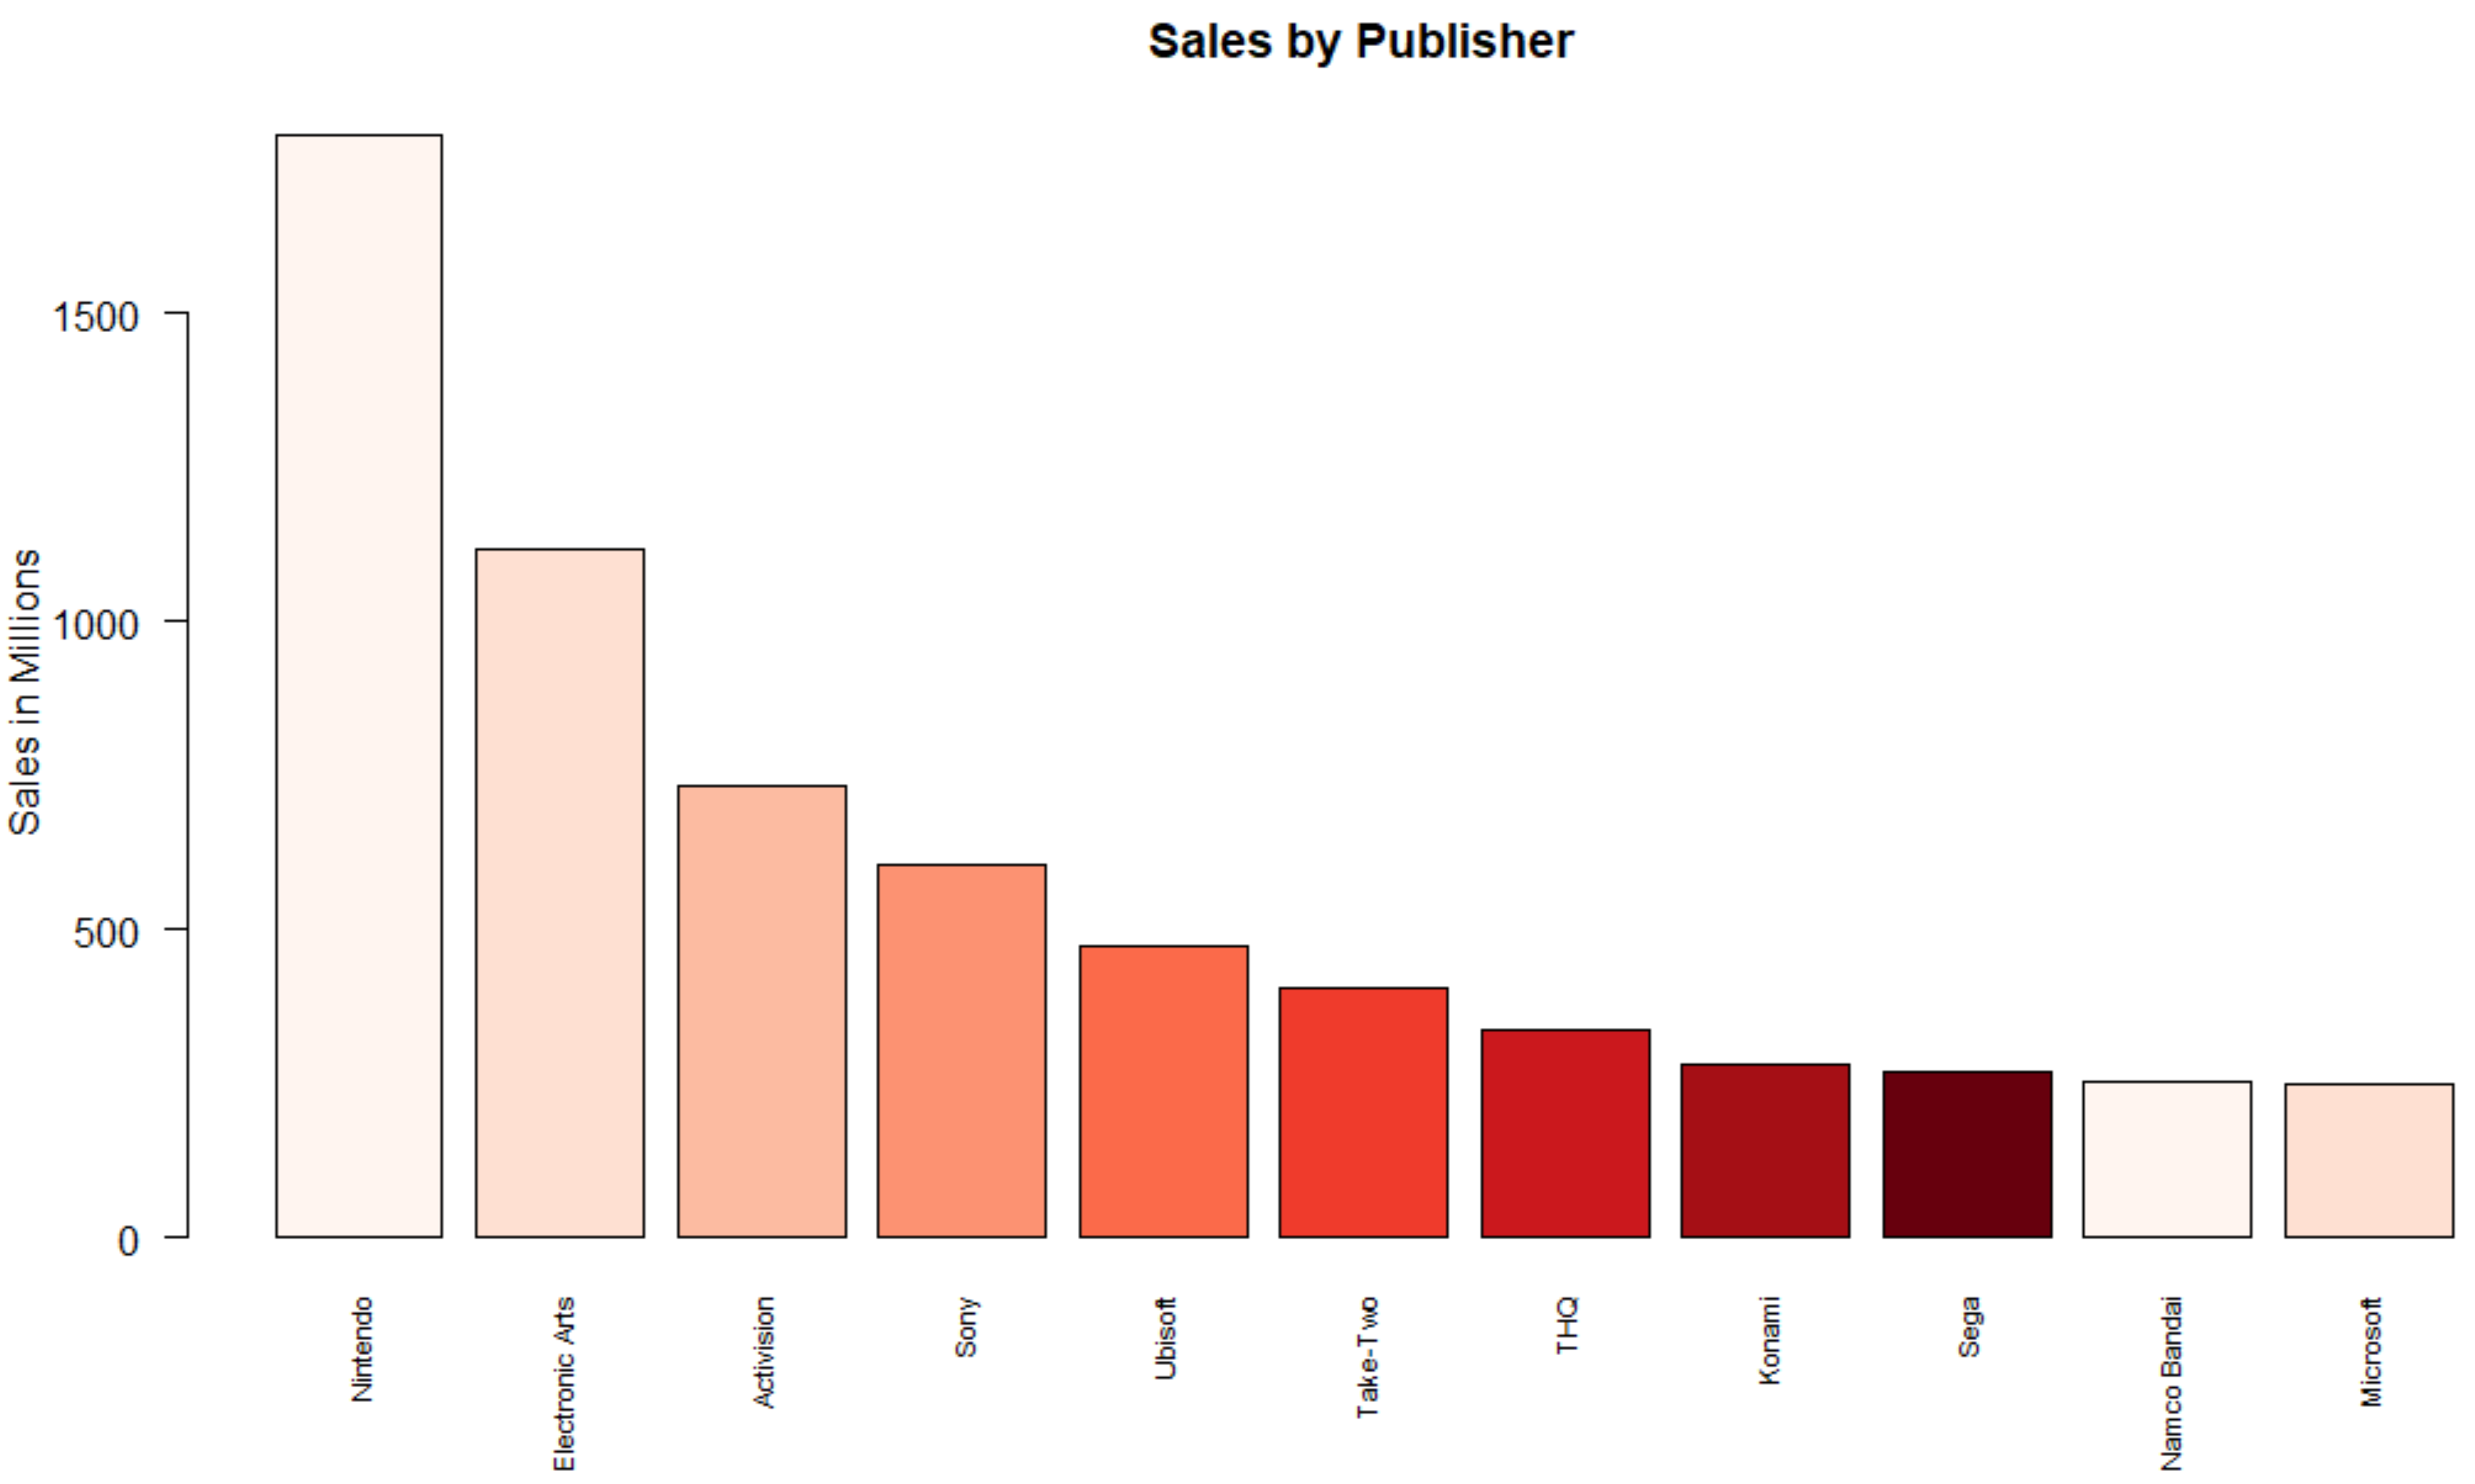 Sales by Publisher
Sales in Millions
1500
1000
500
0
Nintendo
Electronic Arts
Activision
Sony
Ubisoft
Take-Two
THQ
Konami
Sega
Namco Bandai
Microsoft